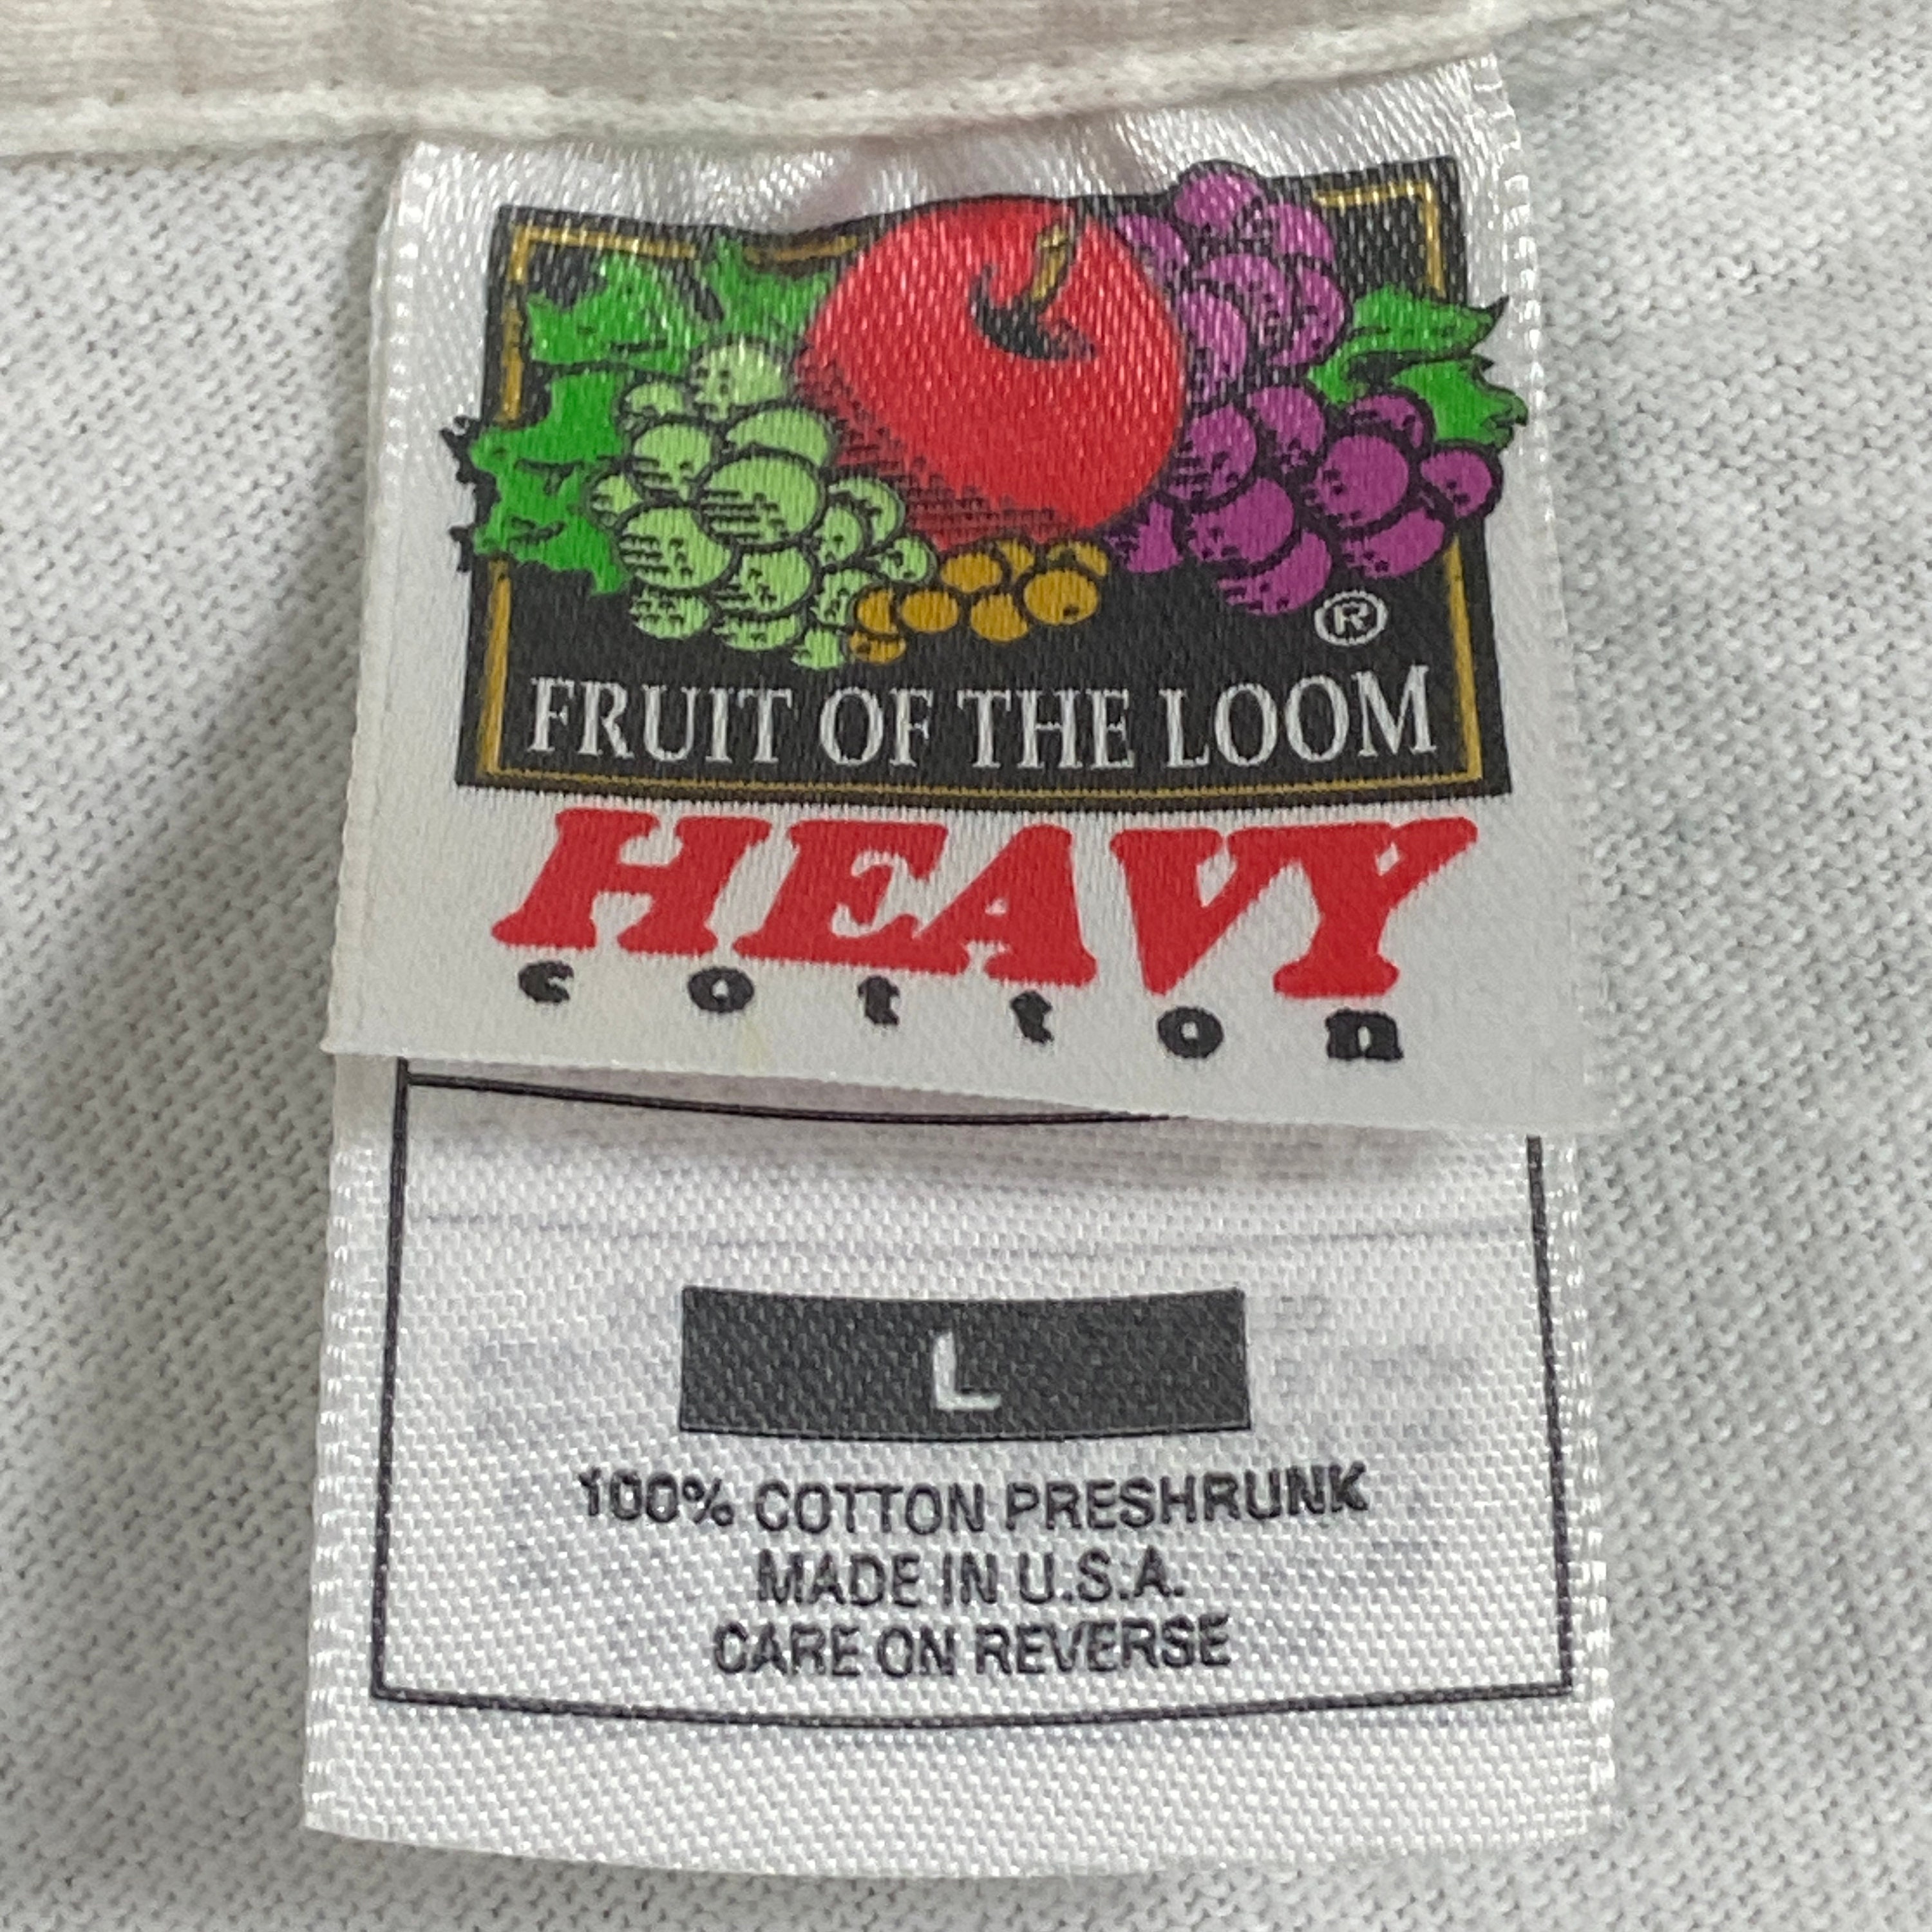 ®
FRUIT OF THE LOOM
HEAVY
cotton
L
100% COTTON PRESHRUNK
MADE IN U.S.A.
CARE ON REVERSE